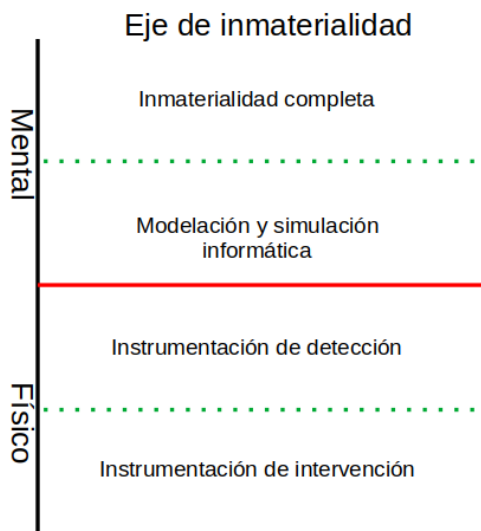 Eje de inmaterialidad
Mental
Inmaterialidad completa
Modelación y simulación
informática
Físico
Instrumentación de detección
Instrumentación de intervención